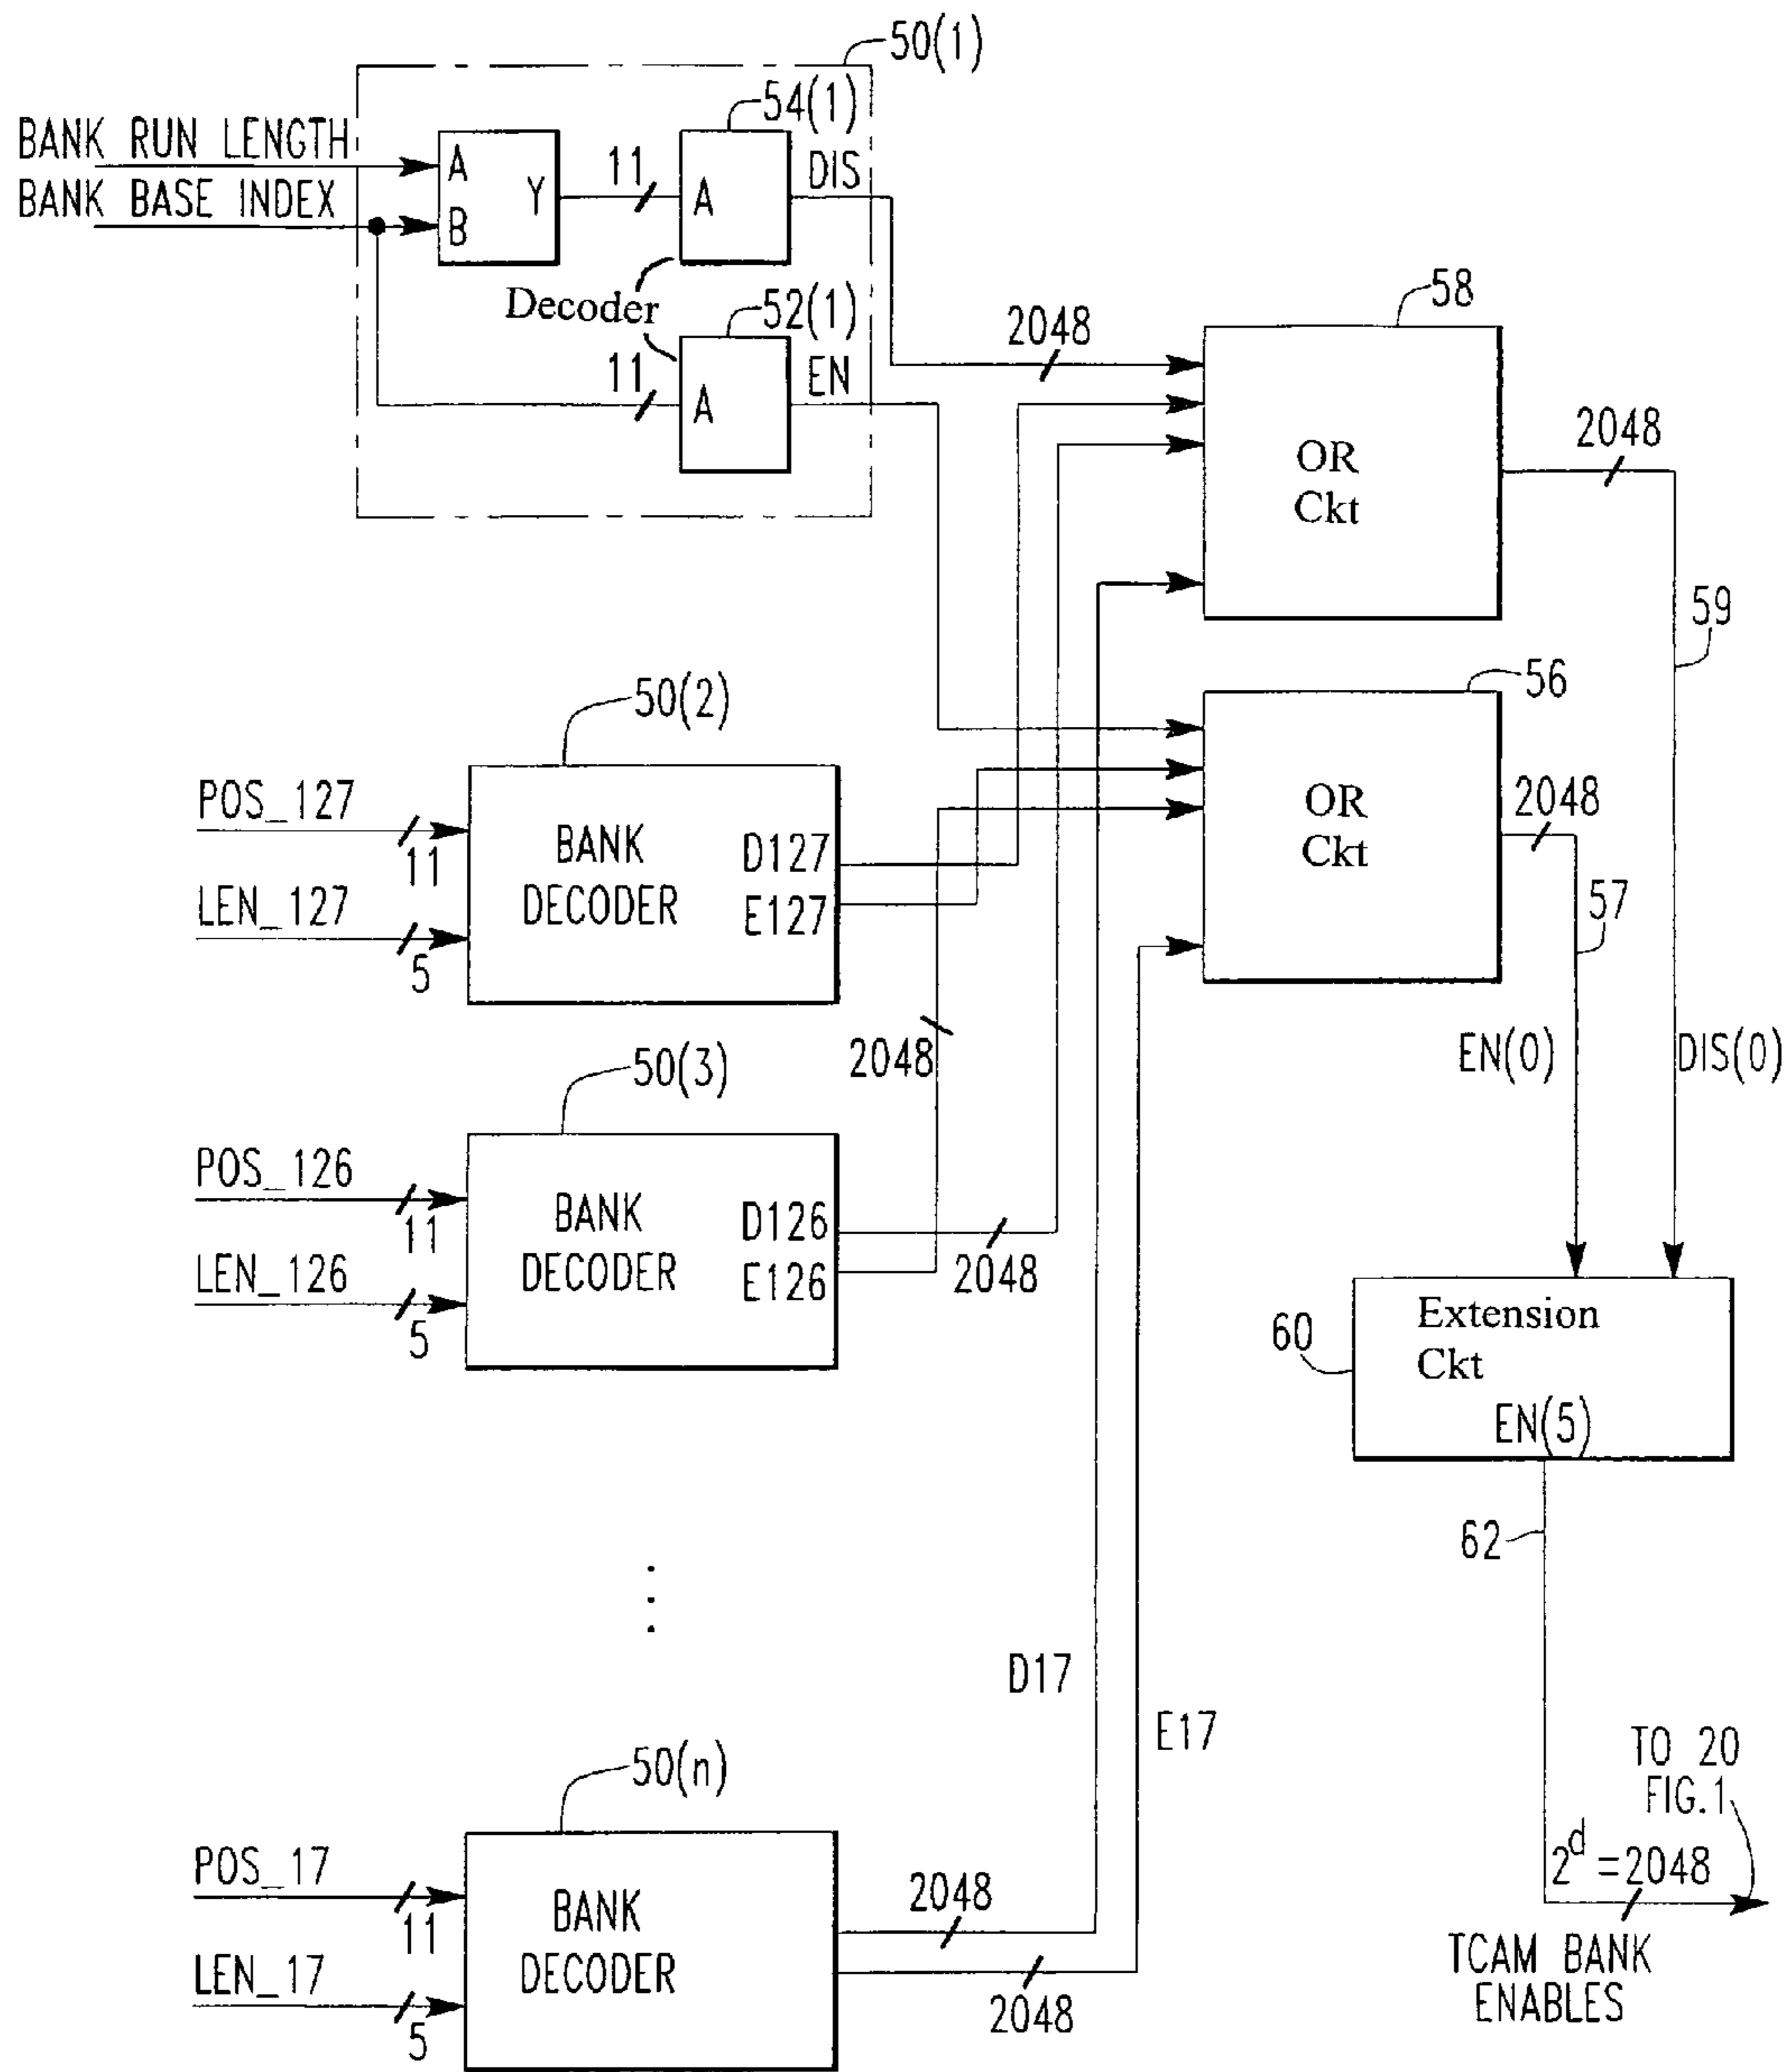 50(1)
54(1)
BANK RUN LENGTH
BANK BASE INDEX
A
B
Y
11
A
DIS
Decoder
52(1)
11
A
EN
2048
58
OR
Ckt
2048
59
50(2)
POS_127
11
LEN_127
5
BANK
DECODER
D127
E127
56
OR
Ckt
2048
57
2048
EN(0)
DIS(0)
50(3)
POS_126
11
LEN_126
5
BANK
DECODER
D126
E126
2048
60
Extension
Ckt
EN(5)
62
D17
E17
50(n)
POS_17
11
LEN_17
5
BANK
DECODER
2048
2048
TO 20
FIG.1
2^d =2048
TCAM BANK
ENABLES